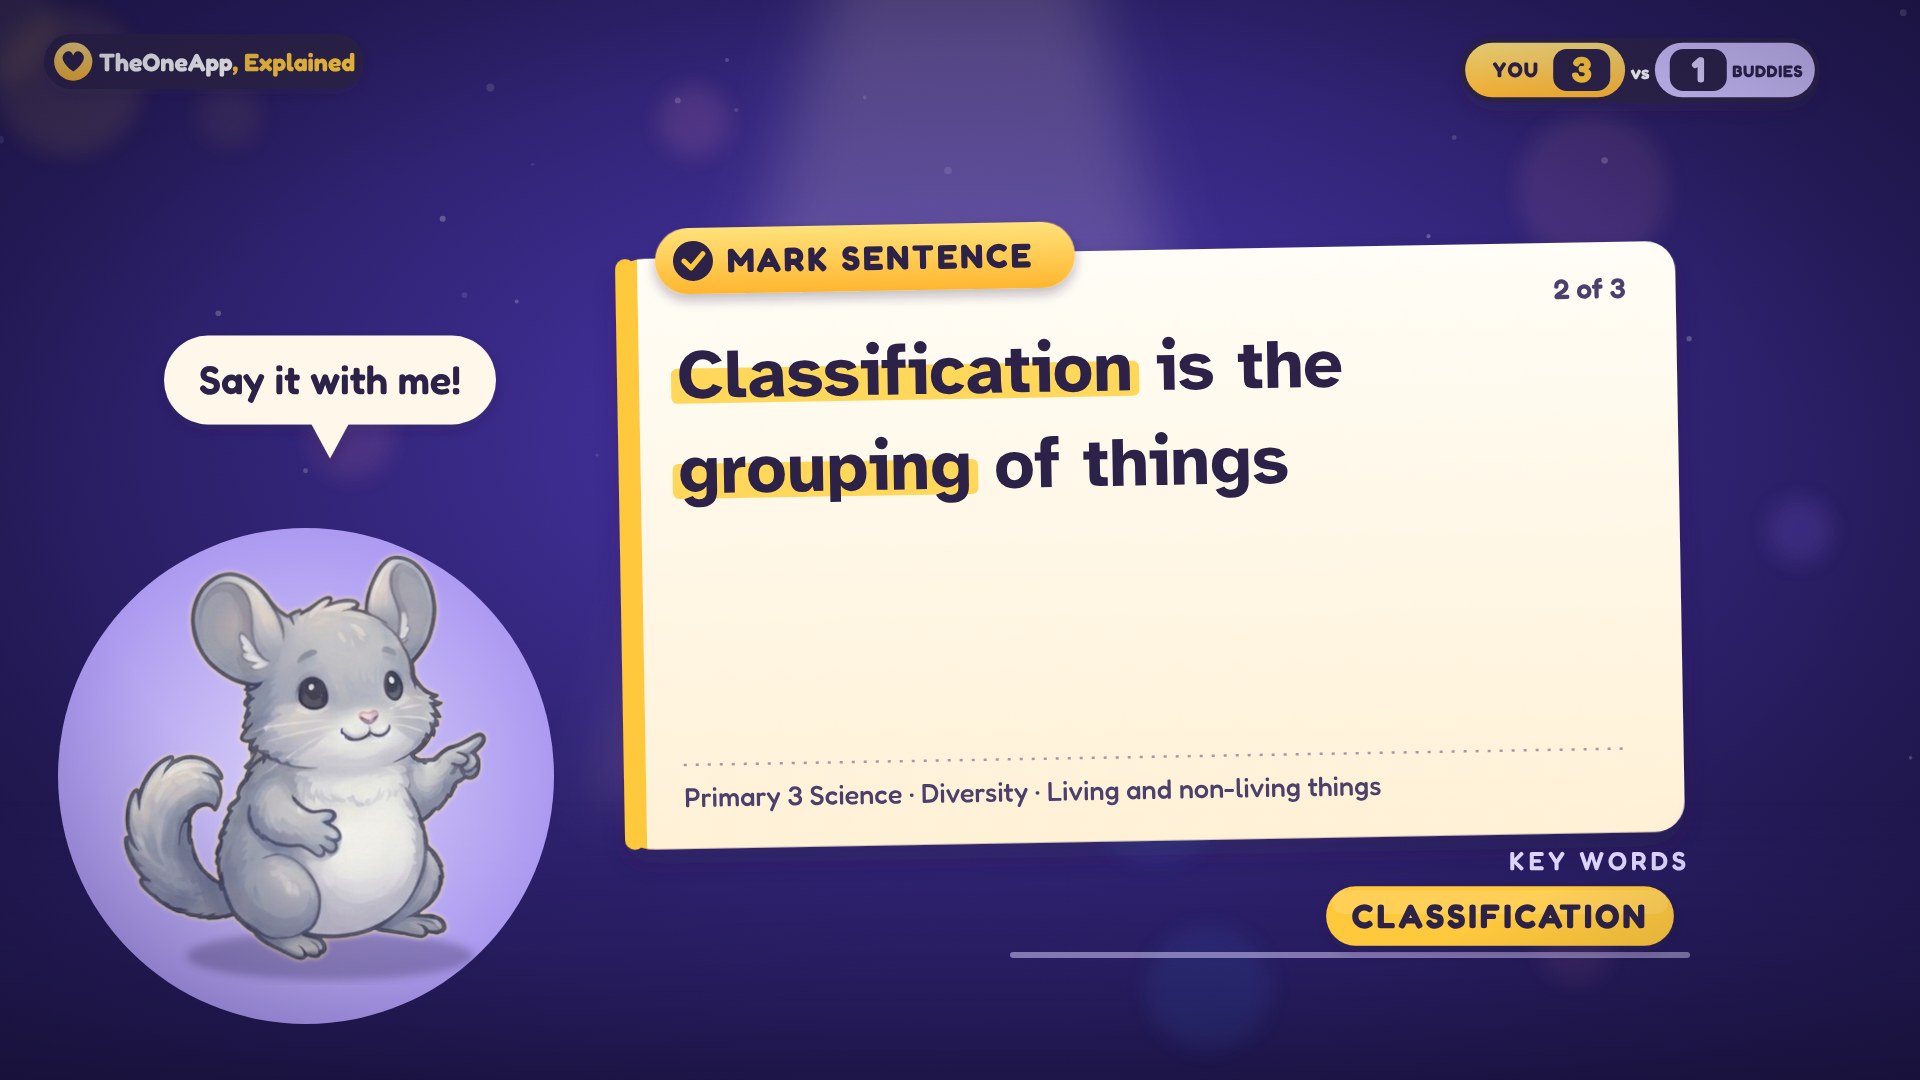 TheOneApp, Explained
YOU 3 vs 1 BUDDIES
MARK SENTENCE
2 of 3
Classification is the
grouping of things
Say it with me!
Primary 3 Science · Diversity · Living and non-living things
KEY WORDS
CLASSIFICATION